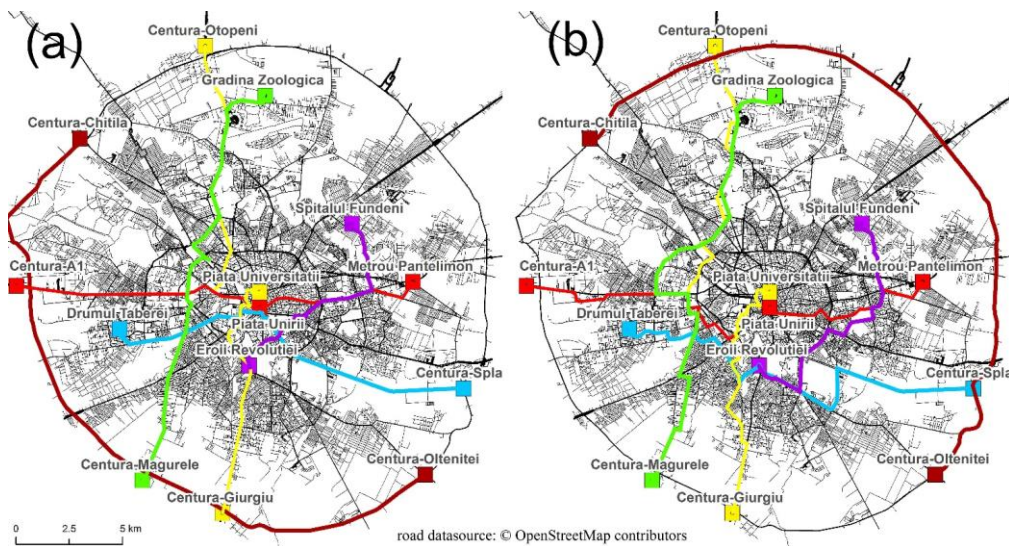 (a)
Centura-Otopeni
Gradina Zoologica
Centura-Chitila
Spitalul Fundeni
Centura-A1
Piata Universitatii
Metrou Pantelimon
Drumul Taberei
Piata Unirii
Eroii Revolutiei
Centura-Spla
Centura-Magurele
Centura-Oltenitei
Centura-Giurgiu
0 2.5 5 km
(b)
Centura-Otopeni
Gradina Zoologica
Centura-Chitila
Spitalul Fundeni
Centura-A1
Piata Universitatii
Metrou Pantelimon
Drumul Taberei
Piata Unirii
Eroii Revolutiei
Centura-Spla
Centura-Magurele
Centura-Oltenitei
Centura-Giurgiu
road datasource: © OpenStreetMap contributors